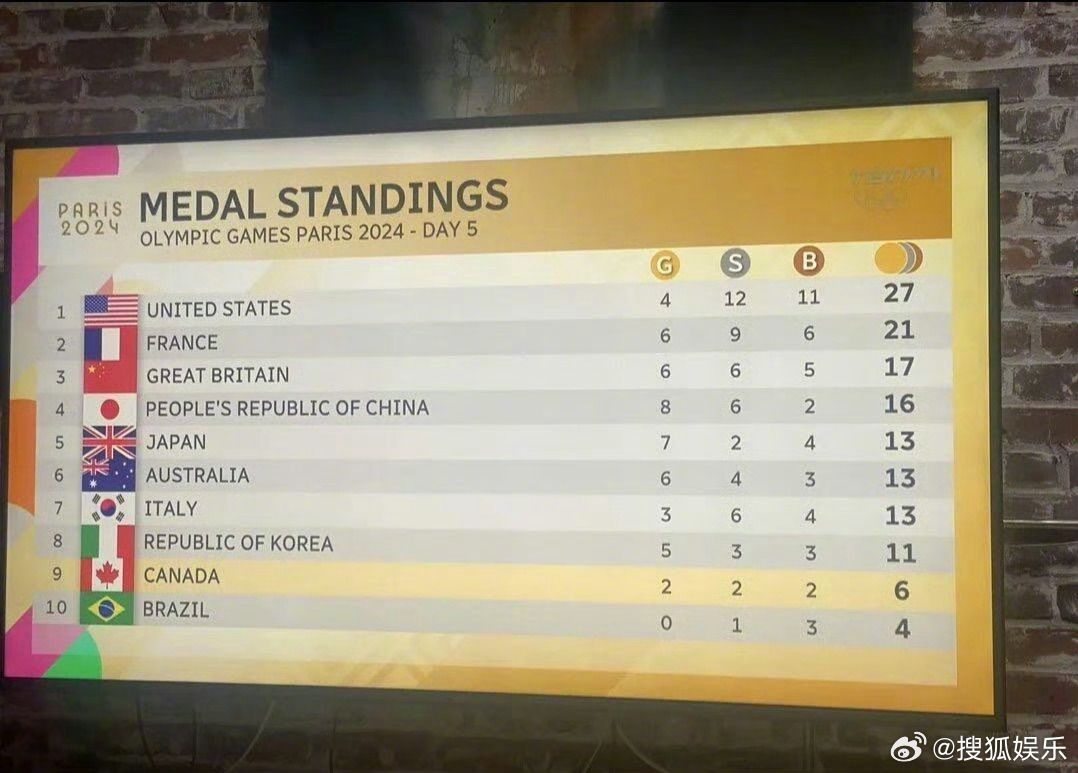 PARIS
2024
MEDAL STANDINGS
OLYMPIC GAMES PARIS 2024 - DAY 5
G S B
1 UNITED STATES 4 12 11 27
2 FRANCE 6 9 6 21
3 GREAT BRITAIN 6 6 5 17
4 PEOPLE'S REPUBLIC OF CHINA 8 6 2 16
5 JAPAN 7 2 4 13
6 AUSTRALIA 6 4 3 13
7 ITALY 3 6 4 13
8 REPUBLIC OF KOREA 5 3 3 11
9 CANADA 2 2 2 6
10 BRAZIL 0 1 3 4
@搜狐娱乐